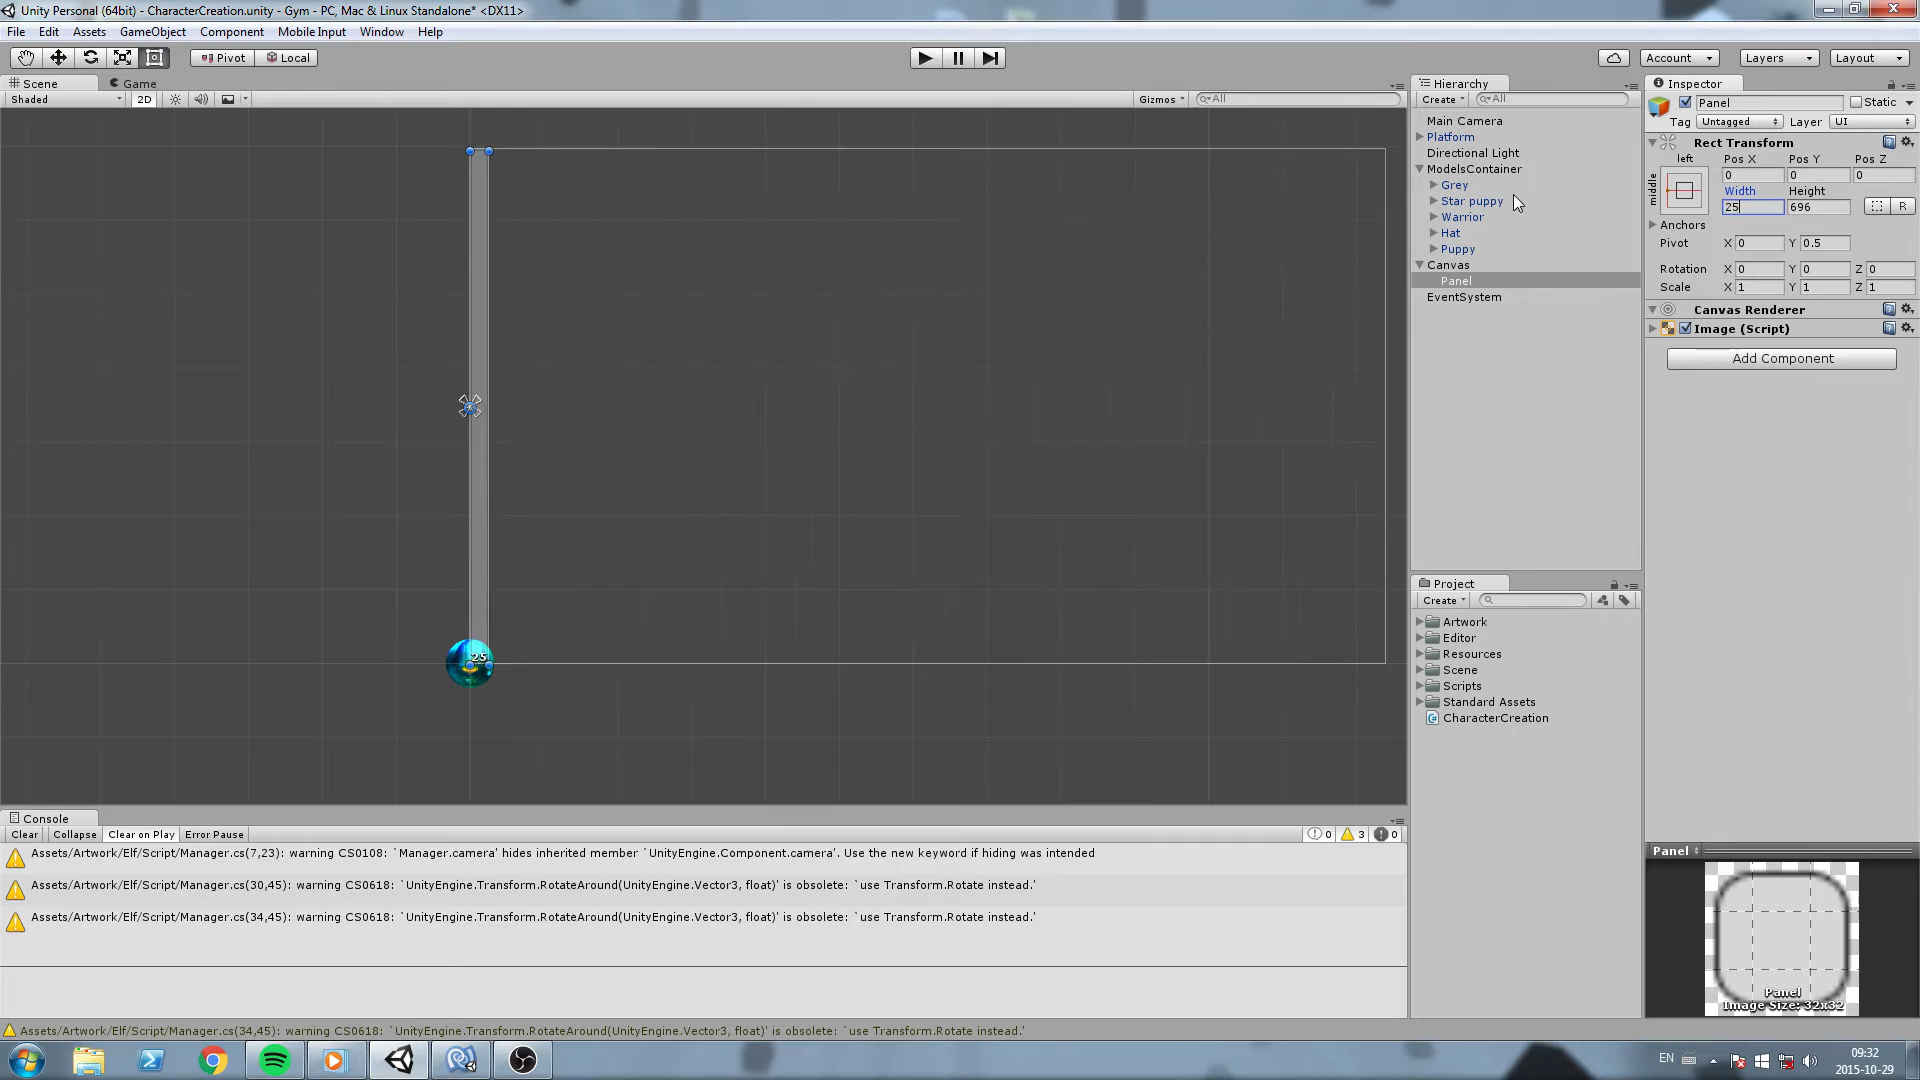 Unity Personal (64bit) - CharacterCreation.unity - Gym - PC, Mac & Linux Standalone* <DX11>
File Edit Assets GameObject Component Mobile Input Window Help
Pivot Local Account Layers Layout
Scene Game
Shaded 2D Gizmos All
Hierarchy
Create All
Main Camera
Platform
Directional Light
ModelsContainer
Grey
Star puppy
Warrior
Hat
Puppy
Canvas
Panel
EventSystem
Inspector
Panel Static
Tag Untagged Layer UI
Rect Transform
left Pos X Pos Y Pos Z
middle 0 0 0
Width Height
25 696 R
Anchors
Pivot X 0 Y 0.5
Rotation X 0 Y 0 Z 0
Scale X 1 Y 1 Z 1
Canvas Renderer
Image (Script)
Add Component
25
Project
Create
Artwork
Editor
Resources
Scene
Scripts
Standard Assets
CharacterCreation
Console
Clear Collapse Clear on Play Error Pause 0 3 0
Assets/Artwork/Elf/Script/Manager.cs(7,23): warning CS0108: `Manager.camera' hides inherited member `UnityEngine.Component.camera'. Use the new keyword if hiding was intended
Assets/Artwork/Elf/Script/Manager.cs(30,45): warning CS0618: `UnityEngine.Transform.RotateAround(UnityEngine.Vector3, float)' is obsolete: `use Transform.Rotate instead.'
Assets/Artwork/Elf/Script/Manager.cs(34,45): warning CS0618: `UnityEngine.Transform.RotateAround(UnityEngine.Vector3, float)' is obsolete: `use Transform.Rotate instead.'
Panel
Panel
Image Size: 32x32
Assets/Artwork/Elf/Script/Manager.cs(34,45): warning CS0618: `UnityEngine.Transform.RotateAround(UnityEngine.Vector3, float)' is obsolete: `use Transform.Rotate instead.'
EN
09:32
2015-10-29